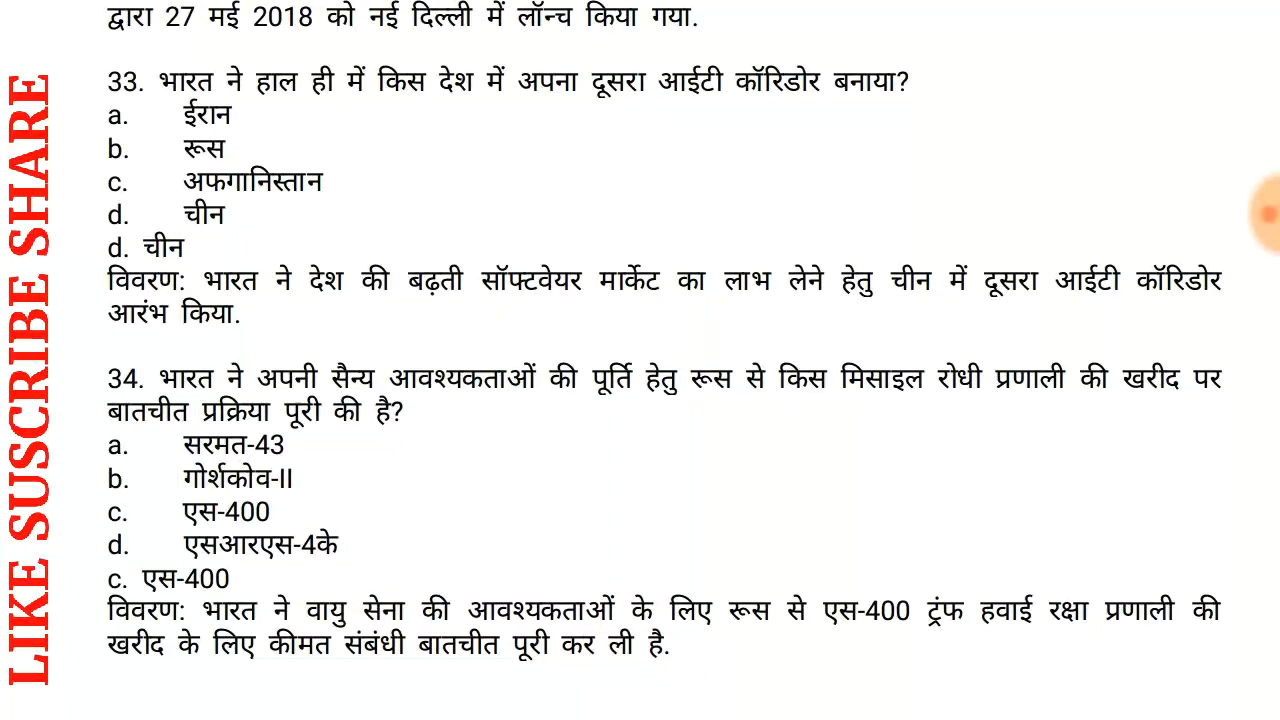 द्वारा 27 मई 2018 को नई दिल्ली में लॉन्च किया गया.
33. भारत ने हाल ही में किस देश में अपना दूसरा आईटी कॉरिडोर बनाया?
a. ईरान
b. रूस
c. अफगानिस्तान
d. चीन
d. चीन
विवरण: भारत ने देश की बढ़ती सॉफ्टवेयर मार्केट का लाभ लेने हेतु चीन में दूसरा आईटी कॉरिडोर
आरंभ किया.
34. भारत ने अपनी सैन्य आवश्यकताओं की पूर्ति हेतु रूस से किस मिसाइल रोधी प्रणाली की खरीद पर
बातचीत प्रक्रिया पूरी की है?
a. सरमत-43
b. गोर्शकोव-II
c. एस-400
d. एसआरएस-4के
c. एस-400
विवरण: भारत ने वायु सेना की आवश्यकताओं के लिए रूस से एस-400 ट्रंफ हवाई रक्षा प्रणाली की
खरीद के लिए कीमत संबंधी बातचीत पूरी कर ली है.
LIKE SUSCRIBE SHARE